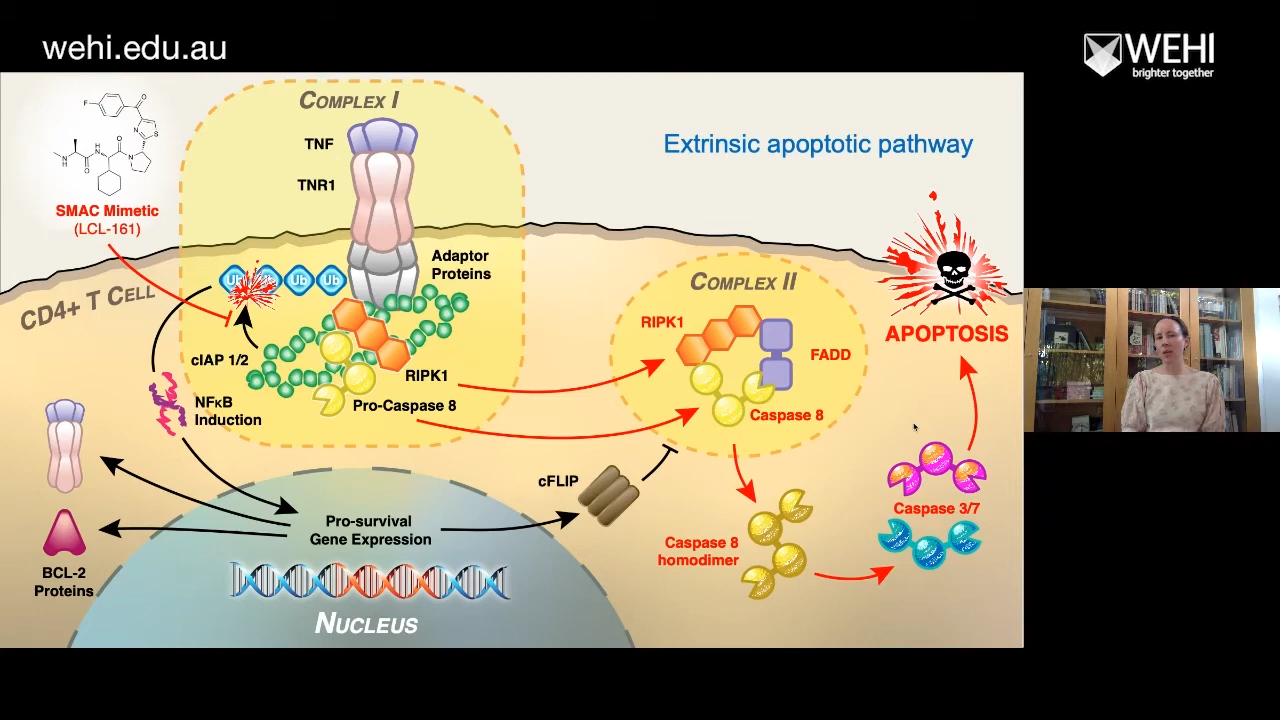 wehi.edu.au
WEHI
brighter together
COMPLEX I
TNF
TNR1
Extrinsic apoptotic pathway
F
O
N
S
O
H
N
N
H
O
N
SMAC Mimetic
(LCL-161)
Adaptor
Proteins
Ub
Ub
Ub
Ub
CD4+ T CELL
cIAP 1/2
RIPK1
NFκB
Induction
Pro-Caspase 8
COMPLEX II
RIPK1
FADD
Caspase 8
APOPTOSIS
cFLIP
Caspase 3/7
Pro-survival
Gene Expression
Caspase 8
homodimer
BCL-2
Proteins
NUCLEUS